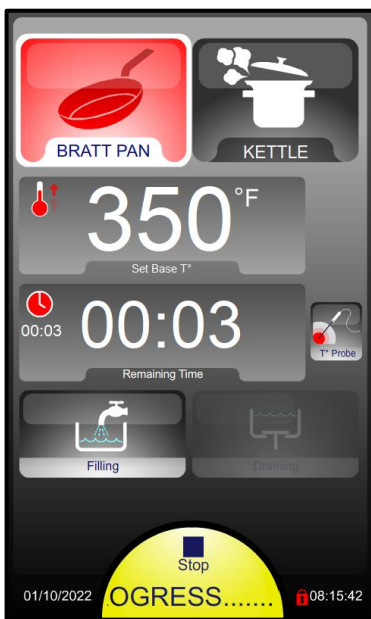 BRATT PAN
KETTLE
350°F
Set Base T°
00:03
00:03
Remaining Time
T° Probe
Filling
Draining
Stop
.OGRESS.......
01/10/2022
08:15:42